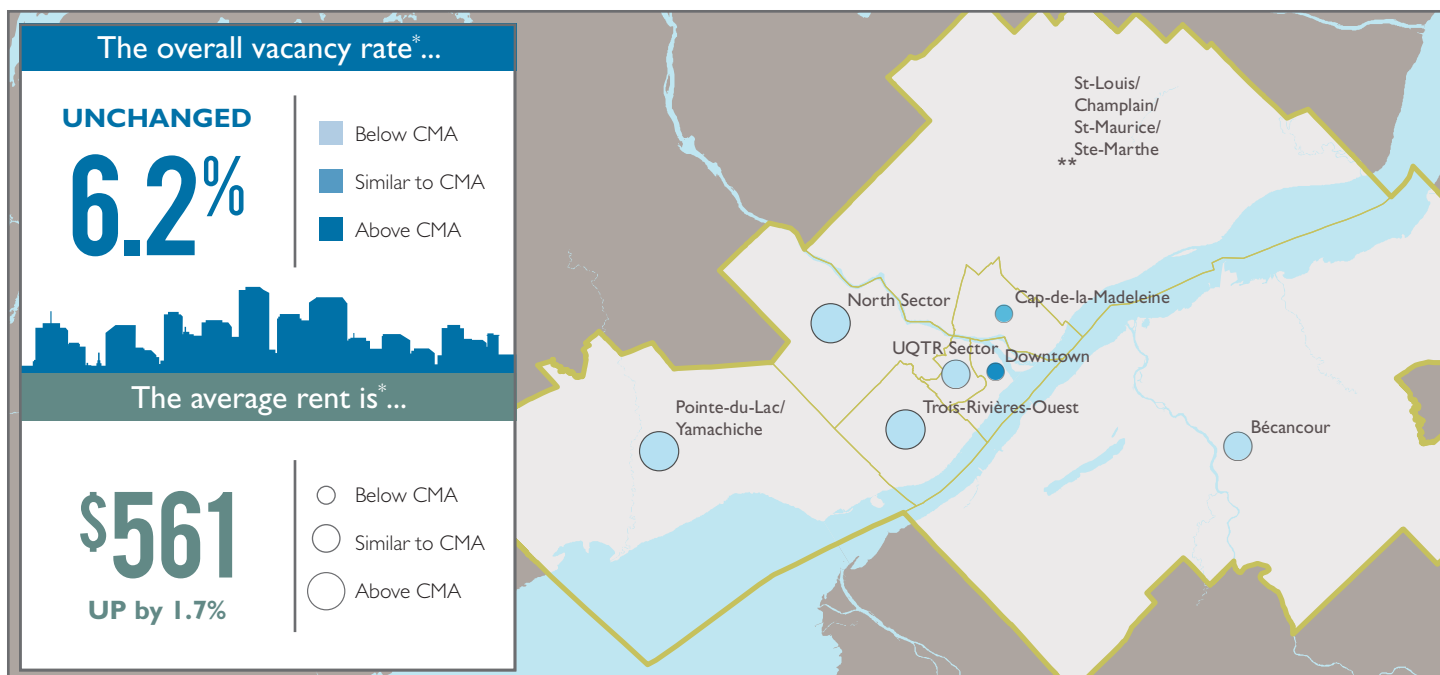 The overall vacancy rate*...
UNCHANGED
6.2%
Below CMA
Similar to CMA
Above CMA
The average rent is*...
$561
UP by 1.7%
Below CMA
Similar to CMA
Above CMA
St-Louis/
Champlain/
St-Maurice/
Ste-Marthe
**
North Sector
Cap-de-la-Madeleine
UQTR Sector
Downtown
Pointe-du-Lac/
Yamachiche
Trois-Rivières-Ouest
Bécancour